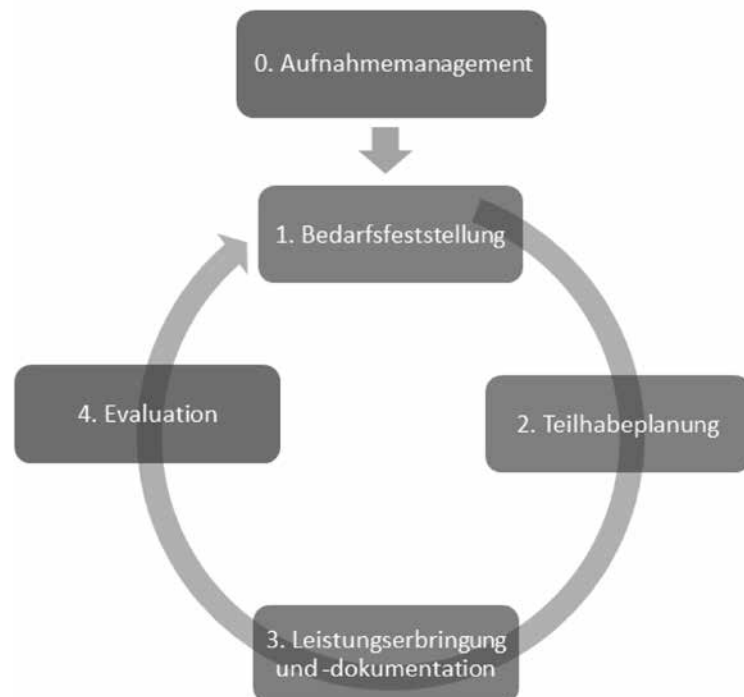 0. Aufnahmemanagement
1. Bedarfsfeststellung
2. Teilhabeplanung
3. Leistungserbringung
und -dokumentation
4. Evaluation